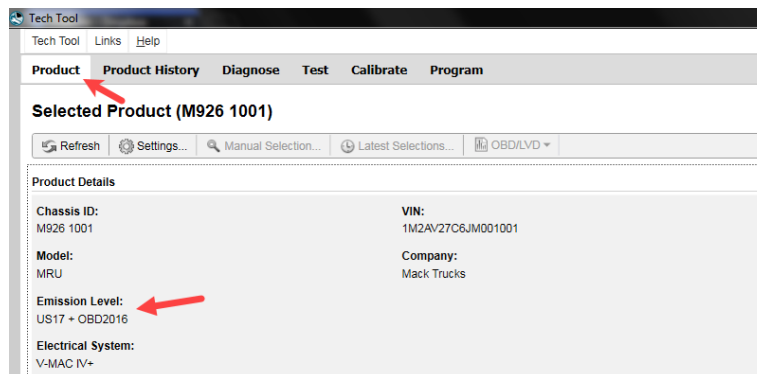 Tech Tool
Tech Tool Links Help
Product Product History Diagnose Test Calibrate Program
Selected Product (M926 1001)
Refresh Settings... Manual Selection... Latest Selections... OBD/LVD
Product Details
Chassis ID: VIN:
M926 1001 1M2AV27C6JM001001
Model: Company:
MRU Mack Trucks
Emission Level:
US17 + OBD2016
Electrical System:
V-MAC IV+